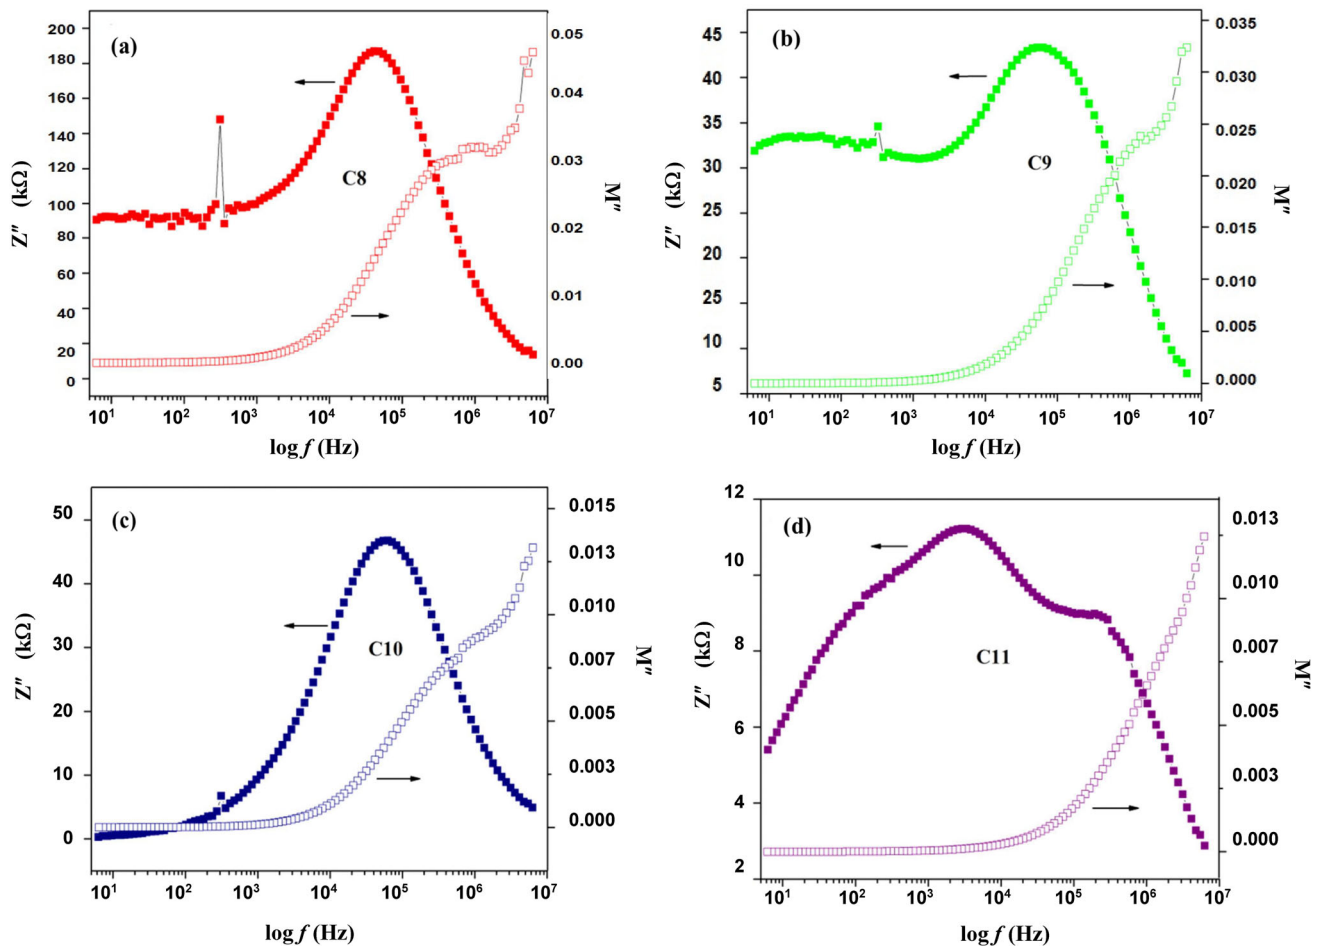 (a)
200
180
160
140
120
100
80
60
40
20
0
Z″ (kΩ)
C8
0.05
0.04
0.03
0.02
0.01
0.00
M″
10¹ 10² 10³ 10⁴ 10⁵ 10⁶ 10⁷
log f (Hz)
(b)
45
40
35
30
25
20
25
10
5
Z″ (kΩ)
C9
0.035
0.030
0.025
0.020
0.015
0.010
0.005
0.000
M″
10¹ 10² 10³ 10⁴ 10⁵ 10⁶ 10⁷
log f (Hz)
(c)
50
40
30
20
10
0
Z″ (kΩ)
C10
0.015
0.013
0.010
0.007
0.005
0.003
0.000
M″
10¹ 10² 10³ 10⁴ 10⁵ 10⁶ 10⁷
log f (Hz)
(d)
12
10
8
6
4
2
Z″ (kΩ)
C11
0.013
0.010
0.007
0.005
0.003
0.000
M″
10¹ 10² 10³ 10⁴ 10⁵ 10⁶ 10⁷
log f (Hz)